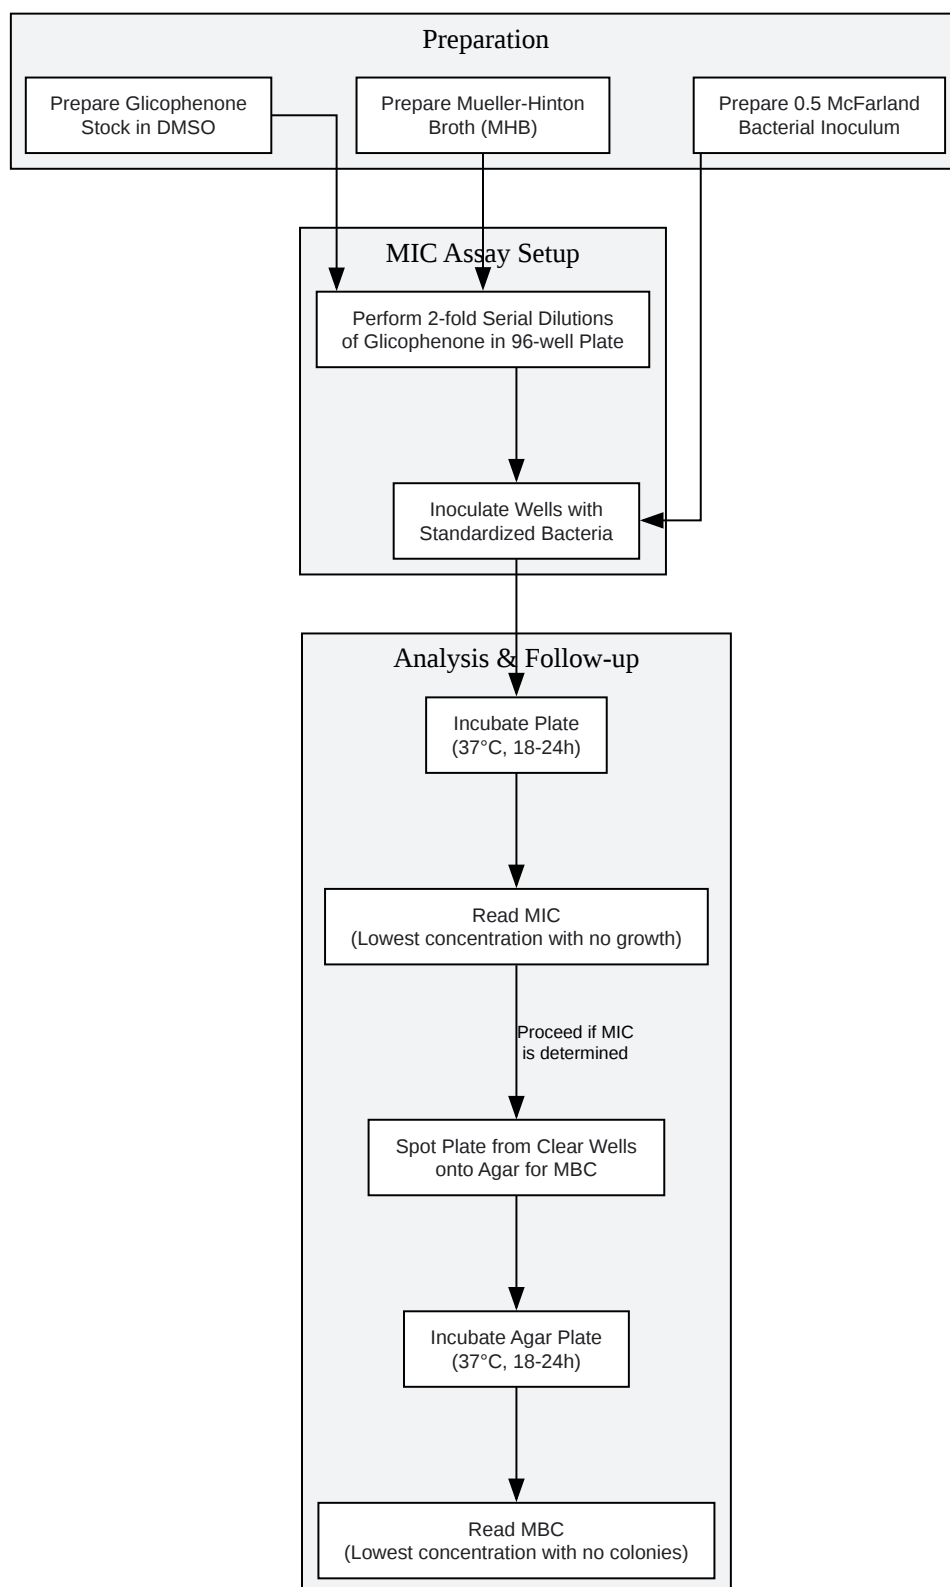 Preparation
Prepare Glicophenone
Stock in DMSO
Prepare Mueller-Hinton
Broth (MHB)
Prepare 0.5 McFarland
Bacterial Inoculum
MIC Assay Setup
Perform 2-fold Serial Dilutions
of Glicophenone in 96-well Plate
Inoculate Wells with
Standardized Bacteria
Analysis & Follow-up
Incubate Plate
(37°C, 18-24h)
Read MIC
(Lowest concentration with no growth)
Proceed if MIC
is determined
Spot Plate from Clear Wells
onto Agar for MBC
Incubate Agar Plate
(37°C, 18-24h)
Read MBC
(Lowest concentration with no colonies)